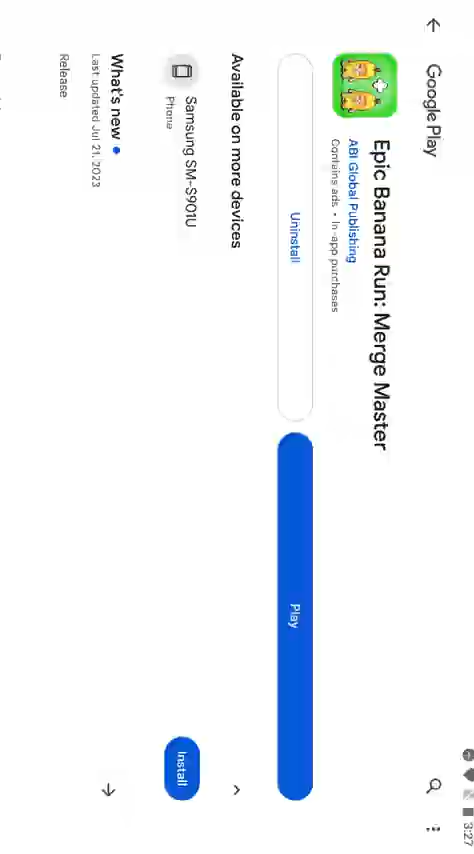 3:27
Google Play
Epic Banana Run: Merge Master
ABI Global Publishing
Contains ads • In-app purchases
Uninstall
Play
Available on more devices
Samsung SM-S901U
Phone
Install
What's new
Last updated Jul 21, 2023
Release